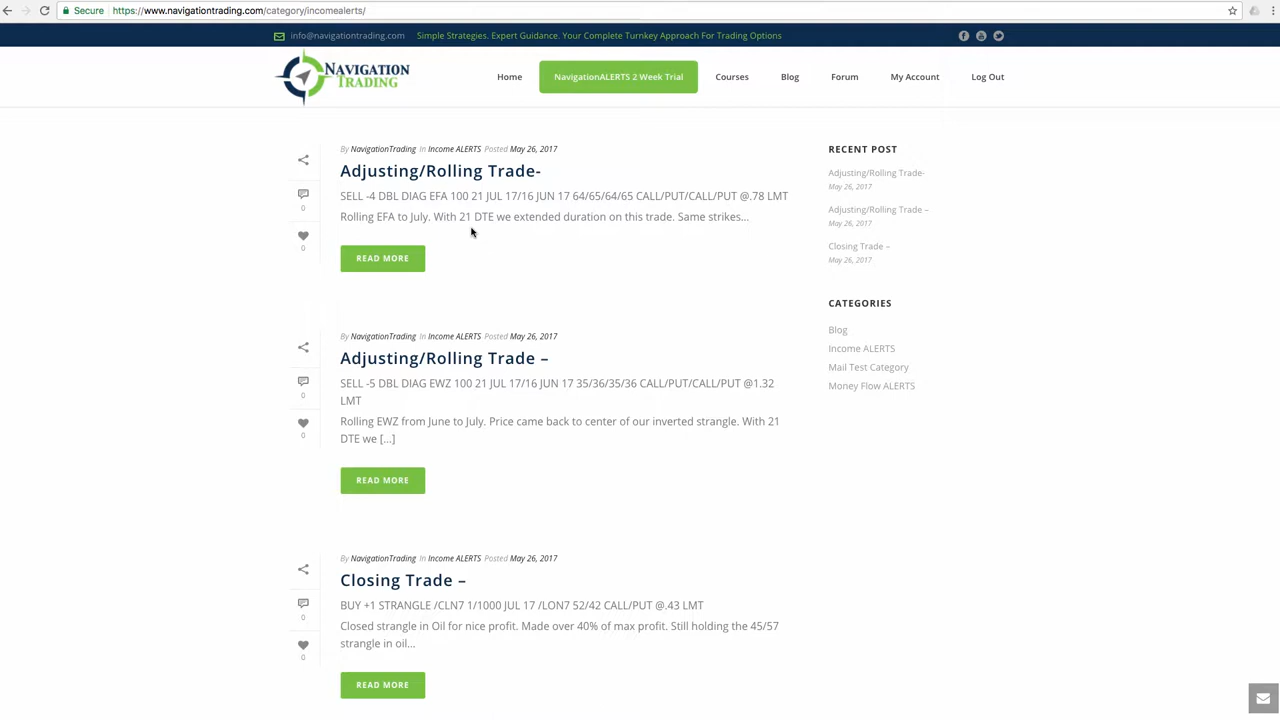 Secure https://www.navigationtrading.com/category/incomealerts/
info@navigationtrading.com Simple Strategies. Expert Guidance. Your Complete Turnkey Approach For Trading Options
NAVIGATION
TRADING
Home NavigationALERTS 2 Week Trial Courses Blog Forum My Account Log Out
By NavigationTrading In Income ALERTS Posted May 26, 2017
Adjusting/Rolling Trade-
SELL -4 DBL DIAG EFA 100 21 JUL 17/16 JUN 17 64/65/64/65 CALL/PUT/CALL/PUT @.78 LMT
Rolling EFA to July. With 21 DTE we extended duration on this trade. Same strikes...
0
0
READ MORE
By NavigationTrading In Income ALERTS Posted May 26, 2017
Adjusting/Rolling Trade –
SELL -5 DBL DIAG EWZ 100 21 JUL 17/16 JUN 17 35/36/35/36 CALL/PUT/CALL/PUT @1.32
LMT
Rolling EWZ from June to July. Price came back to center of our inverted strangle. With 21
DTE we [...]
0
0
READ MORE
By NavigationTrading In Income ALERTS Posted May 26, 2017
Closing Trade –
BUY +1 STRANGLE /CLN7 1/1000 JUL 17 /LON7 52/42 CALL/PUT @.43 LMT
Closed strangle in Oil for nice profit. Made over 40% of max profit. Still holding the 45/57
strangle in oil...
0
0
READ MORE
RECENT POST
Adjusting/Rolling Trade-
May 26, 2017
Adjusting/Rolling Trade –
May 26, 2017
Closing Trade –
May 26, 2017
CATEGORIES
Blog
Income ALERTS
Mail Test Category
Money Flow ALERTS